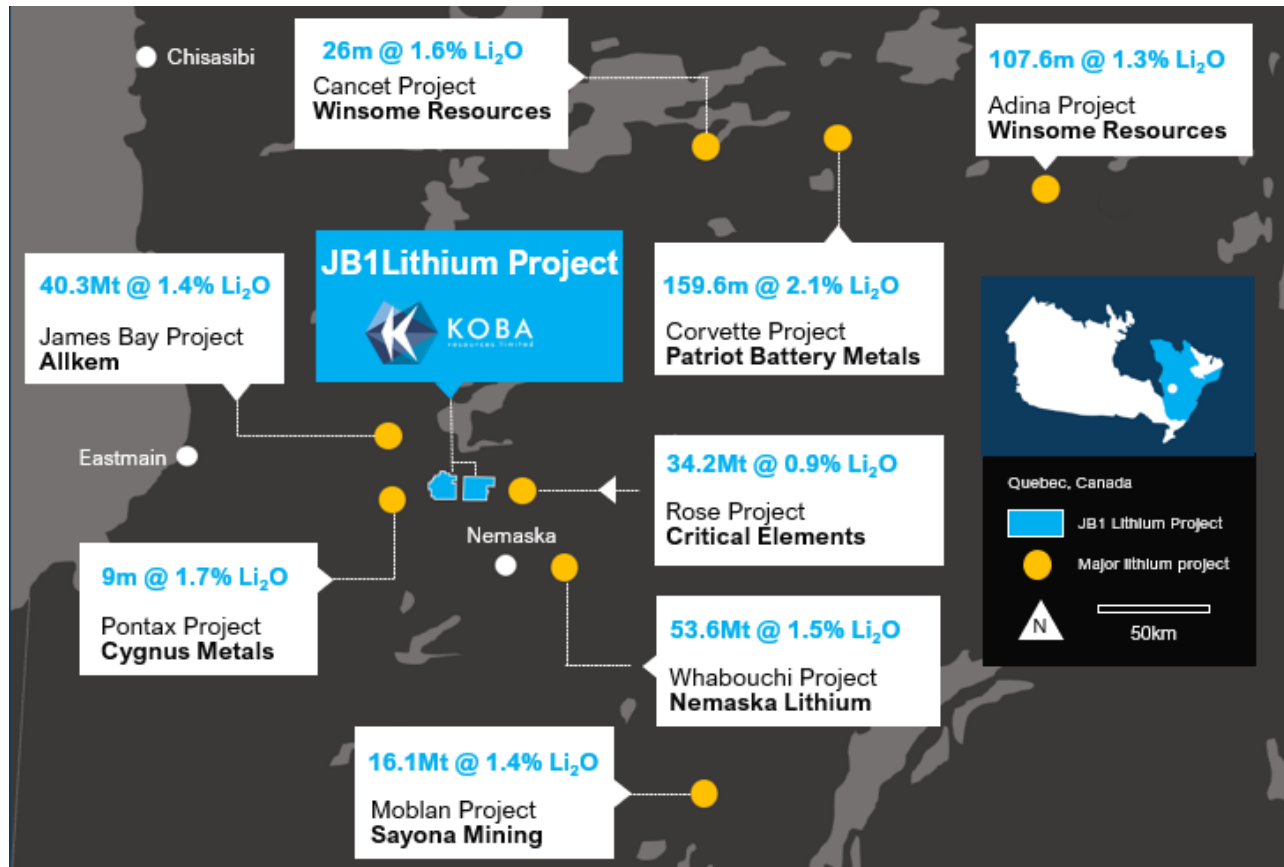 Chisasibi
26m @ 1.6% Li₂O
Cancet Project
Winsome Resources
107.6m @ 1.3% Li₂O
Adina Project
Winsome Resources
JB1Lithium Project
KOBA
resources limited
40.3Mt @ 1.4% Li₂O
James Bay Project
Allkem
159.6m @ 2.1% Li₂O
Corvette Project
Patriot Battery Metals
Eastmain
34.2Mt @ 0.9% Li₂O
Rose Project
Critical Elements
Nemaska
9m @ 1.7% Li₂O
Pontax Project
Cygnus Metals
53.6Mt @ 1.5% Li₂O
Whabouchi Project
Nemaska Lithium
16.1Mt @ 1.4% Li₂O
Moblan Project
Sayona Mining
Quebec, Canada
JB1 Lithium Project
Major lithium project
N
50km